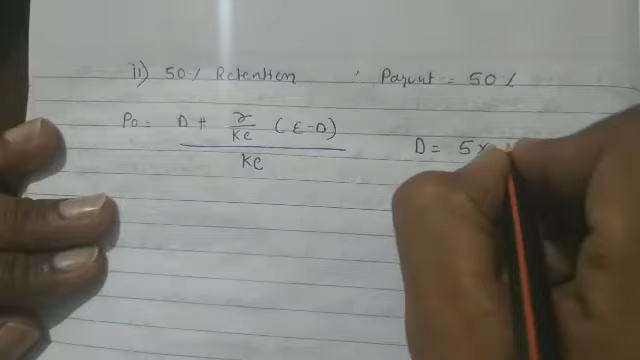 ii) 50% Retention : Payout = 50%
P0 = D + r/Ke (E-D)
D = 5x
Ke